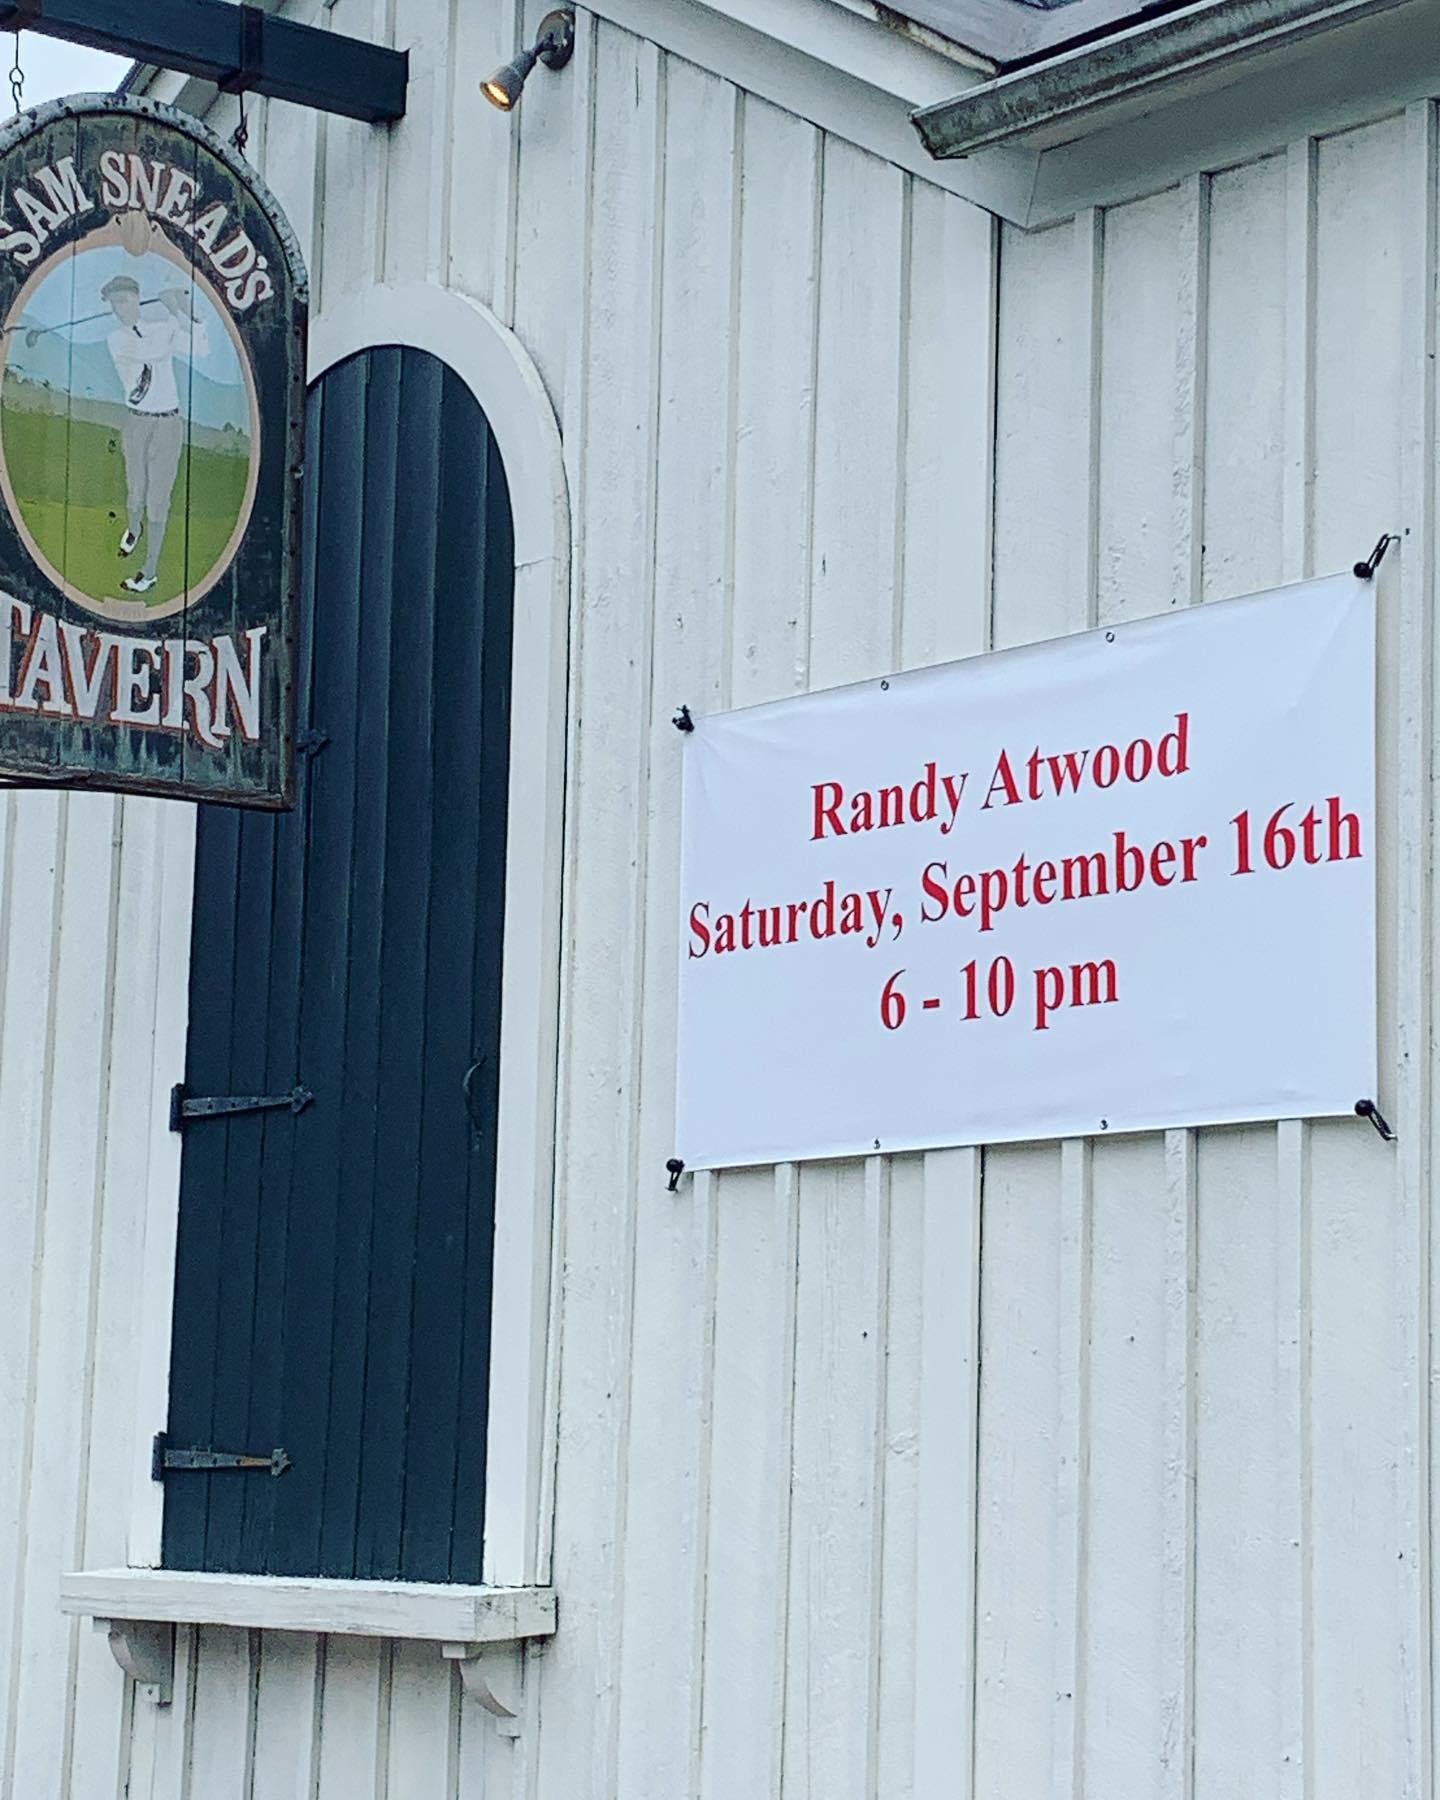 SAM SNEAD'S
TAVERN
Randy Atwood
Saturday, September 16th
6 - 10 pm